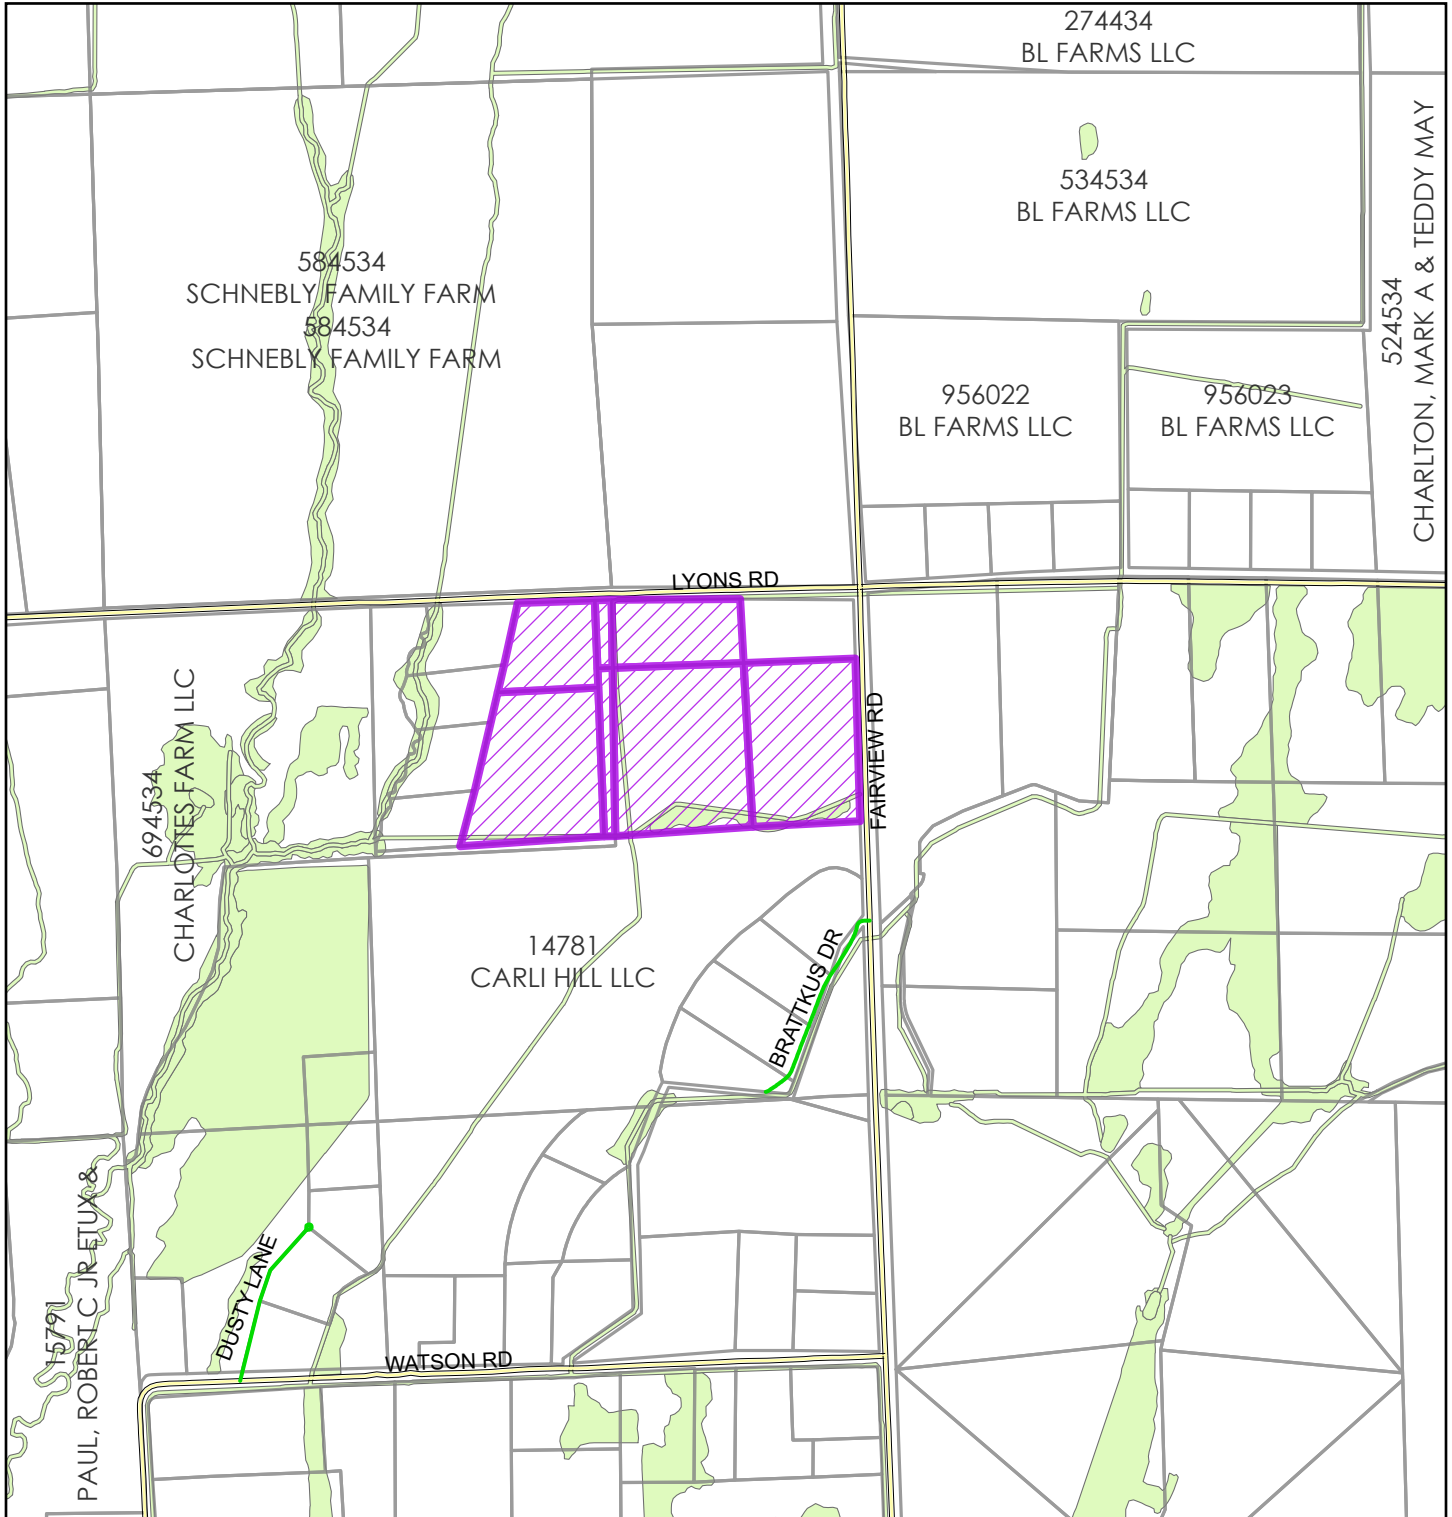 274434
BL FARMS LLC
534534
BL FARMS LLC
524534
CHARLTON, MARK A & TEDDY MAY
584534
SCHNEBLY FAMILY FARM
584534
SCHNEBLY FAMILY FARM
956022
BL FARMS LLC
956023
BL FARMS LLC
LYONS RD
FAIRVIEW RD
694534
CHARLOTTES FARM LLC
14781
CARLI HILL LLC
BRATTKUS DR
15791
PAUL, ROBERT C JR ETUX &
DUSTY LANE
WATSON RD